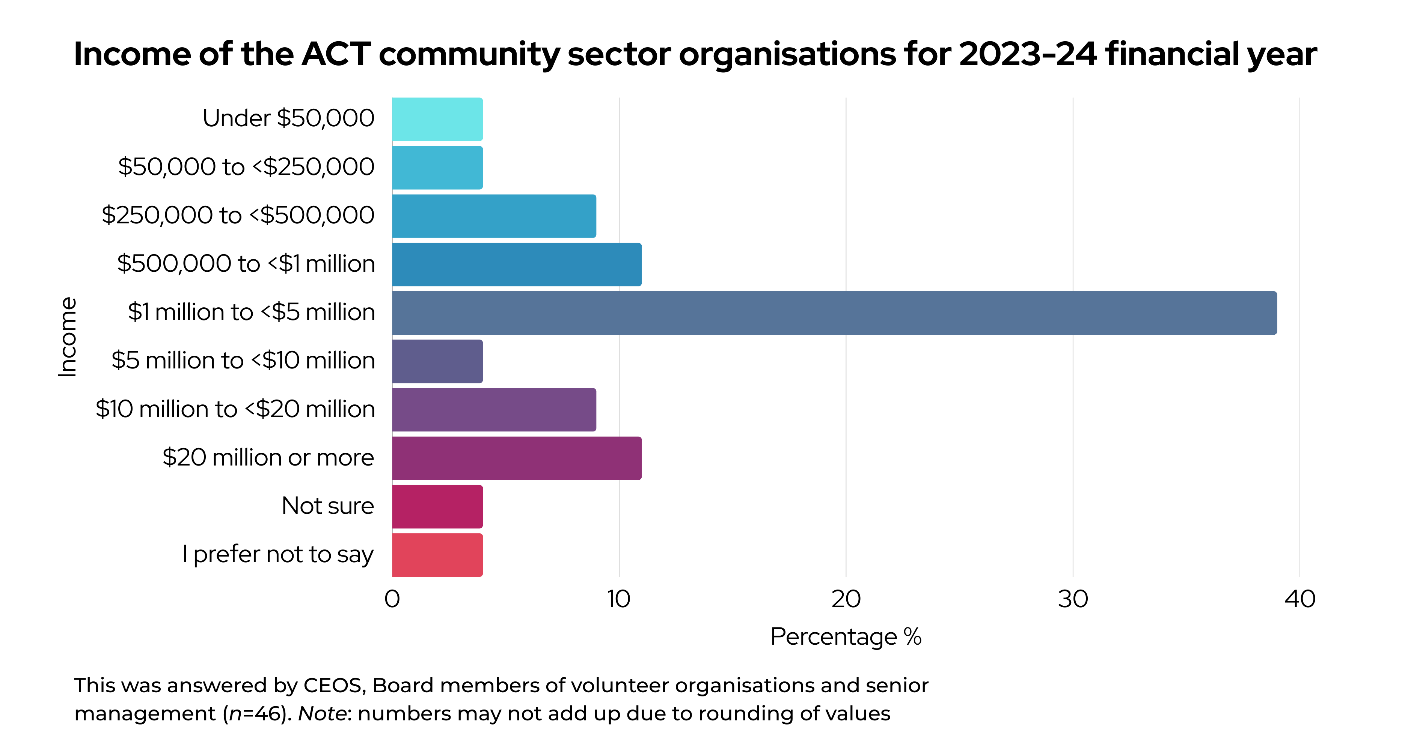 Income of the ACT community sector organisations for 2023-24 financial year
Under $50,000
$50,000 to <$250,000
$250,000 to <$500,000
$500,000 to <$1 million
$1 million to <$5 million
$5 million to <$10 million
$10 million to <$20 million
$20 million or more
Not sure
I prefer not to say
Income
0 10 20 30 40
Percentage %
This was answered by CEOS, Board members of volunteer organisations and senior
management (n=46). Note: numbers may not add up due to rounding of values